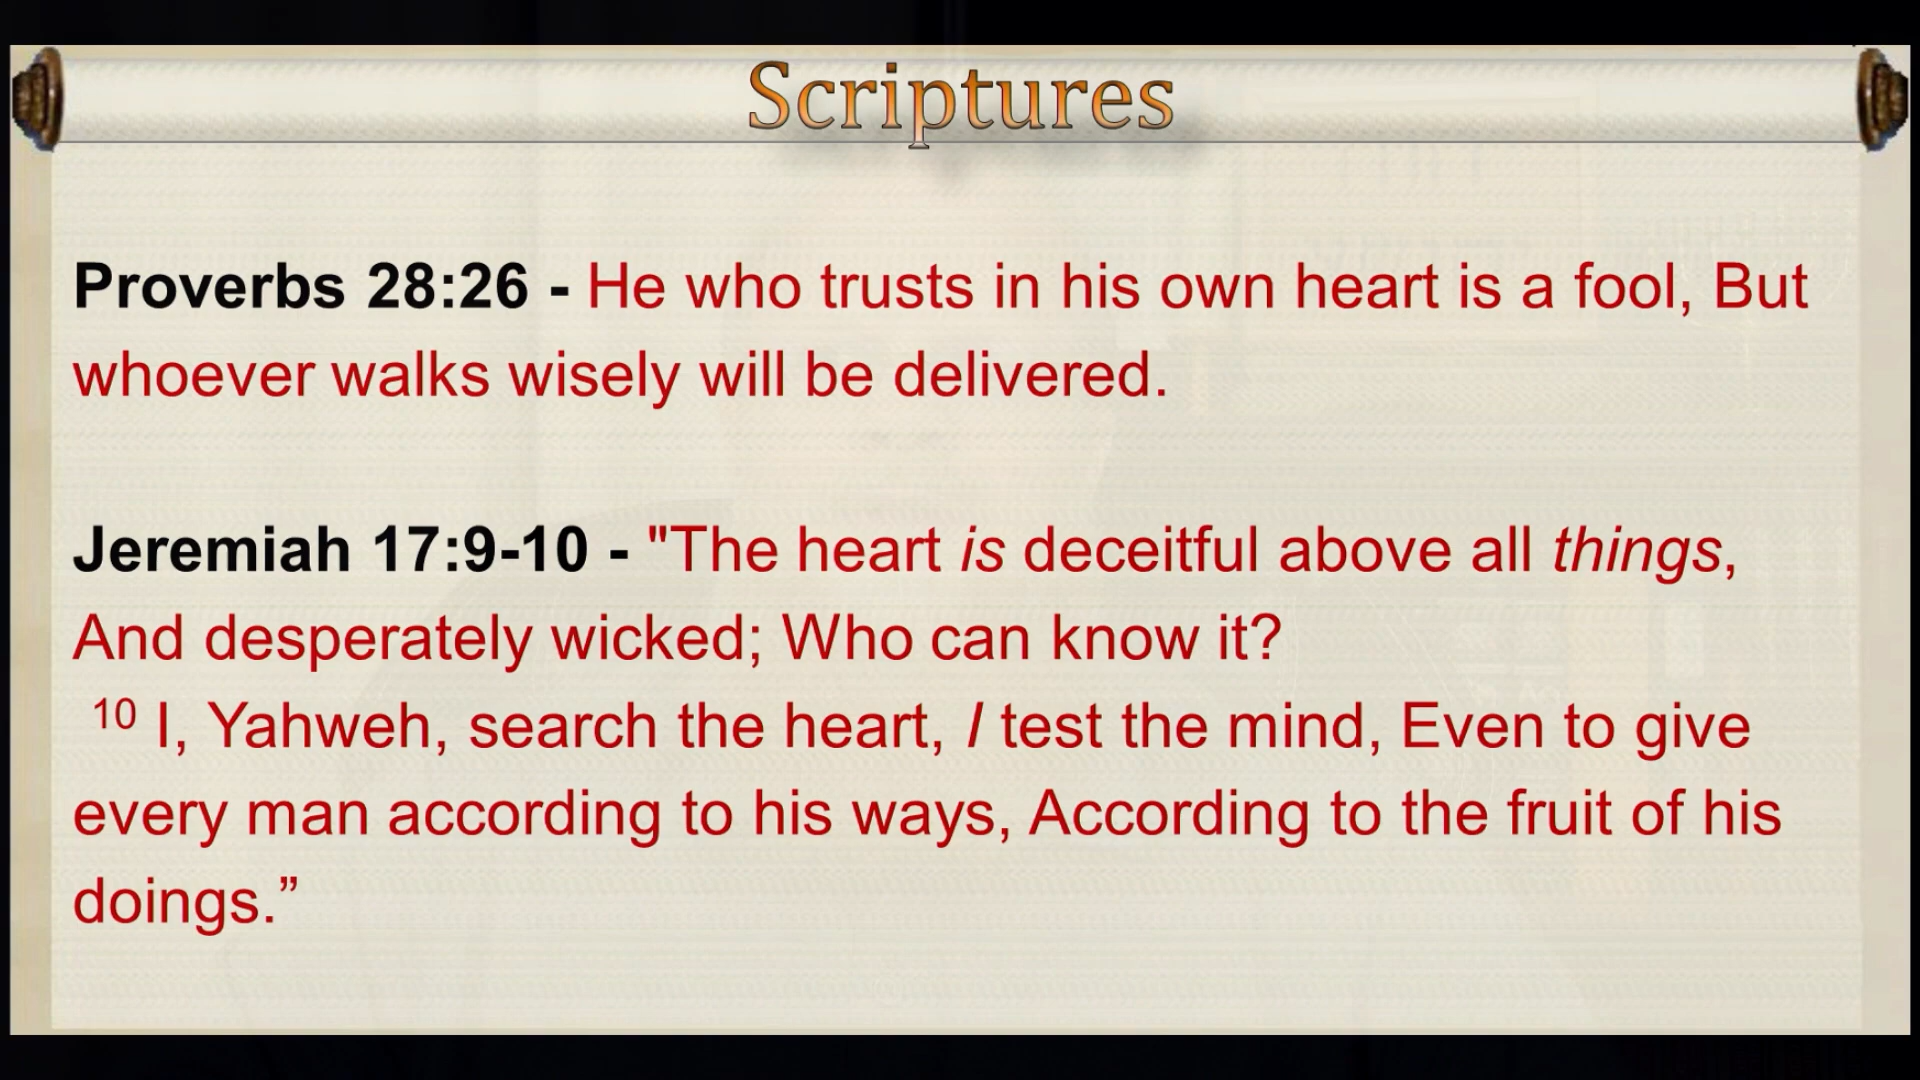 Scriptures
Proverbs 28:26 - He who trusts in his own heart is a fool, But
whoever walks wisely will be delivered.
Jeremiah 17:9-10 - "The heart is deceitful above all things,
And desperately wicked; Who can know it?
10 I, Yahweh, search the heart, I test the mind, Even to give
every man according to his ways, According to the fruit of his
doings.”